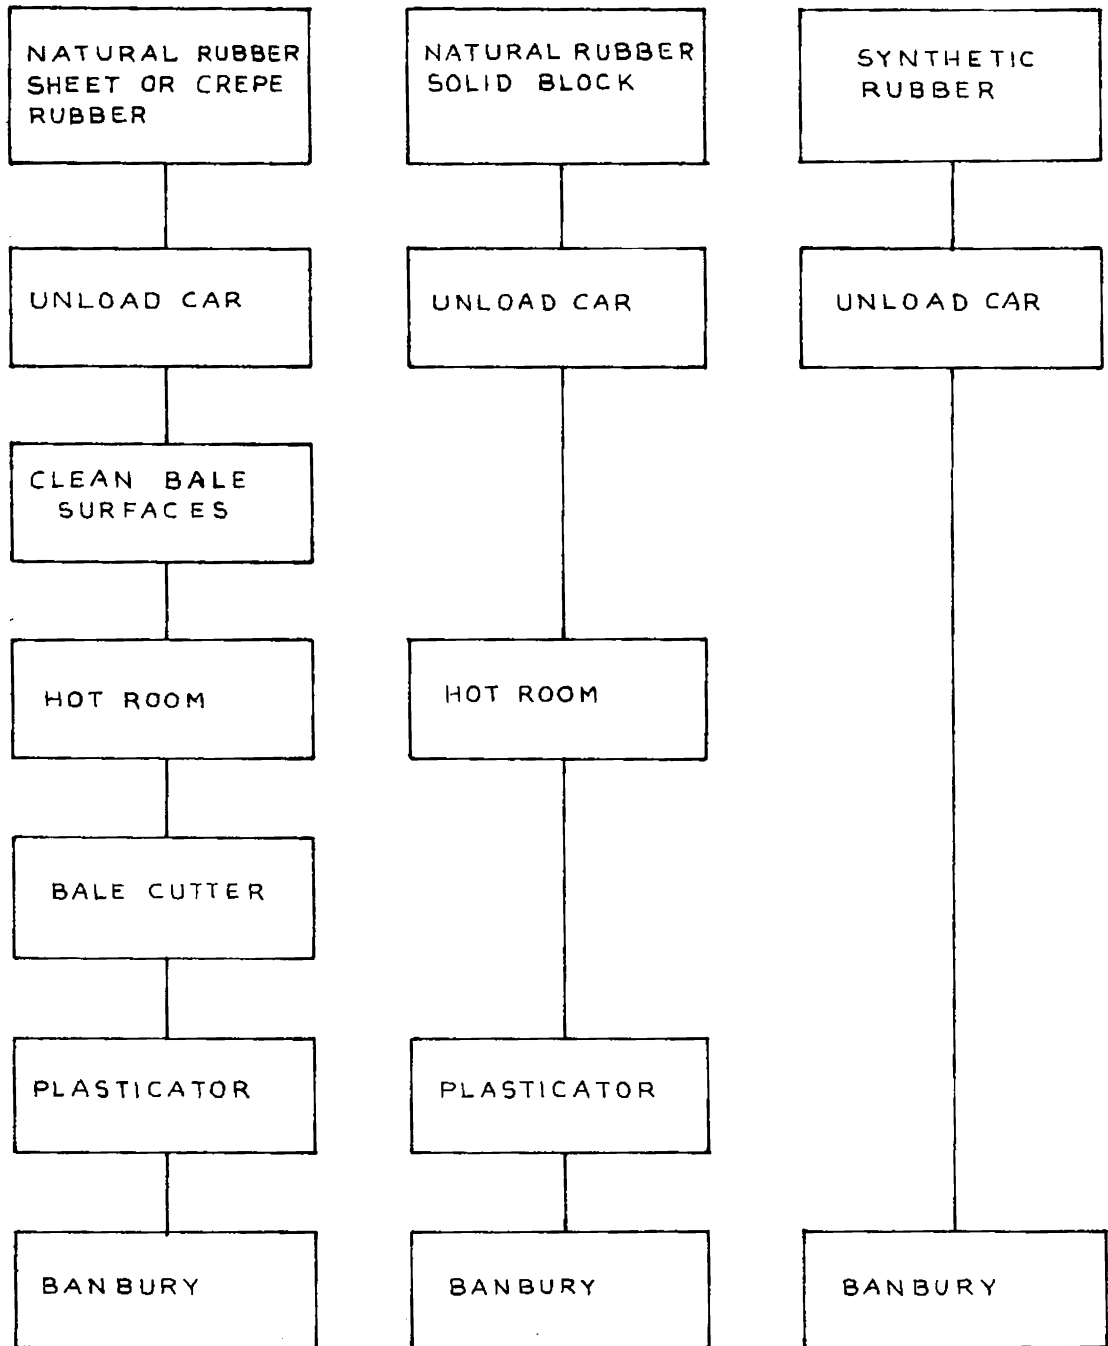 NATURAL RUBBER
SHEET OR CREPE
RUBBER
NATURAL RUBBER
SOLID BLOCK
SYNTHETIC
RUBBER
UNLOAD CAR
UNLOAD CAR
UNLOAD CAR
CLEAN BALE
SURFACES
HOT ROOM
HOT ROOM
BALE CUTTER
PLASTICATOR
PLASTICATOR
BANBURY
BANBURY
BANBURY